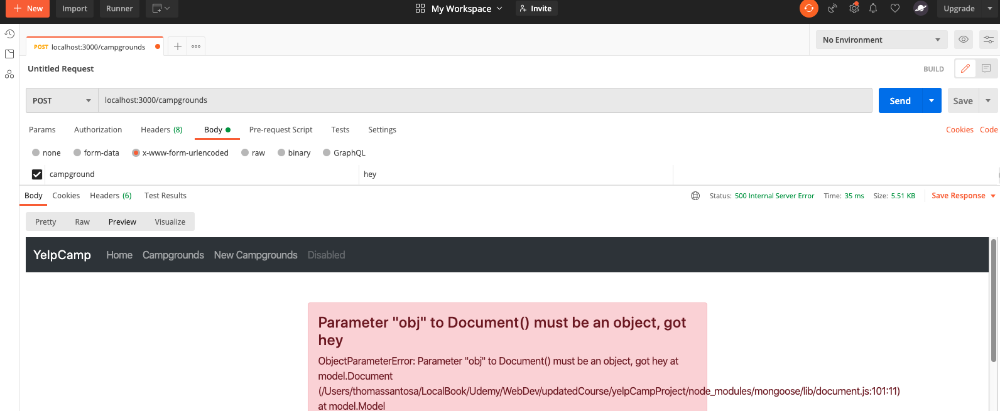 New Import Runner My Workspace Invite Upgrade
POST localhost:3000/campgrounds No Environment
Untitled Request BUILD
POST localhost:3000/campgrounds Send Save
Params Authorization Headers (8) Body Pre-request Script Tests Settings Cookies Code
none form-data x-www-form-urlencoded raw binary GraphQL
campground hey
Body Cookies Headers (6) Test Results Status: 500 Internal Server Error Time: 35 ms Size: 5.51 KB Save Response
Pretty Raw Preview Visualize
YelpCamp Home Campgrounds New Campgrounds Disabled
Parameter "obj" to Document() must be an object, got
hey
ObjectParameterError: Parameter "obj" to Document() must be an object, got hey at
model.Document
(/Users/thomassantosa/LocalBook/Udemy/WebDev/updatedCourse/yelpCampProject/node_modules/mongoose/lib/document.js:101:11)
at model.Model